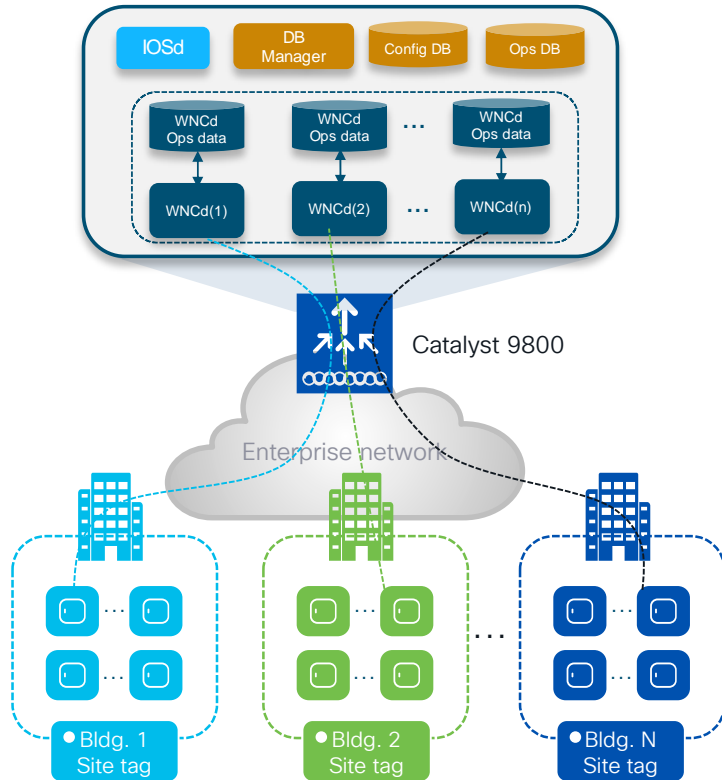 IOSd
DB
Manager
Config DB
Ops DB
WNCd
Ops data
WNCd
Ops data
...
WNCd
Ops data
WNCd(1)
WNCd(2)
...
WNCd(n)
Catalyst 9800
Enterprise network
...
...
...
...
...
...
...
Bldg. 1
Site tag
Bldg. 2
Site tag
Bldg. N
Site tag